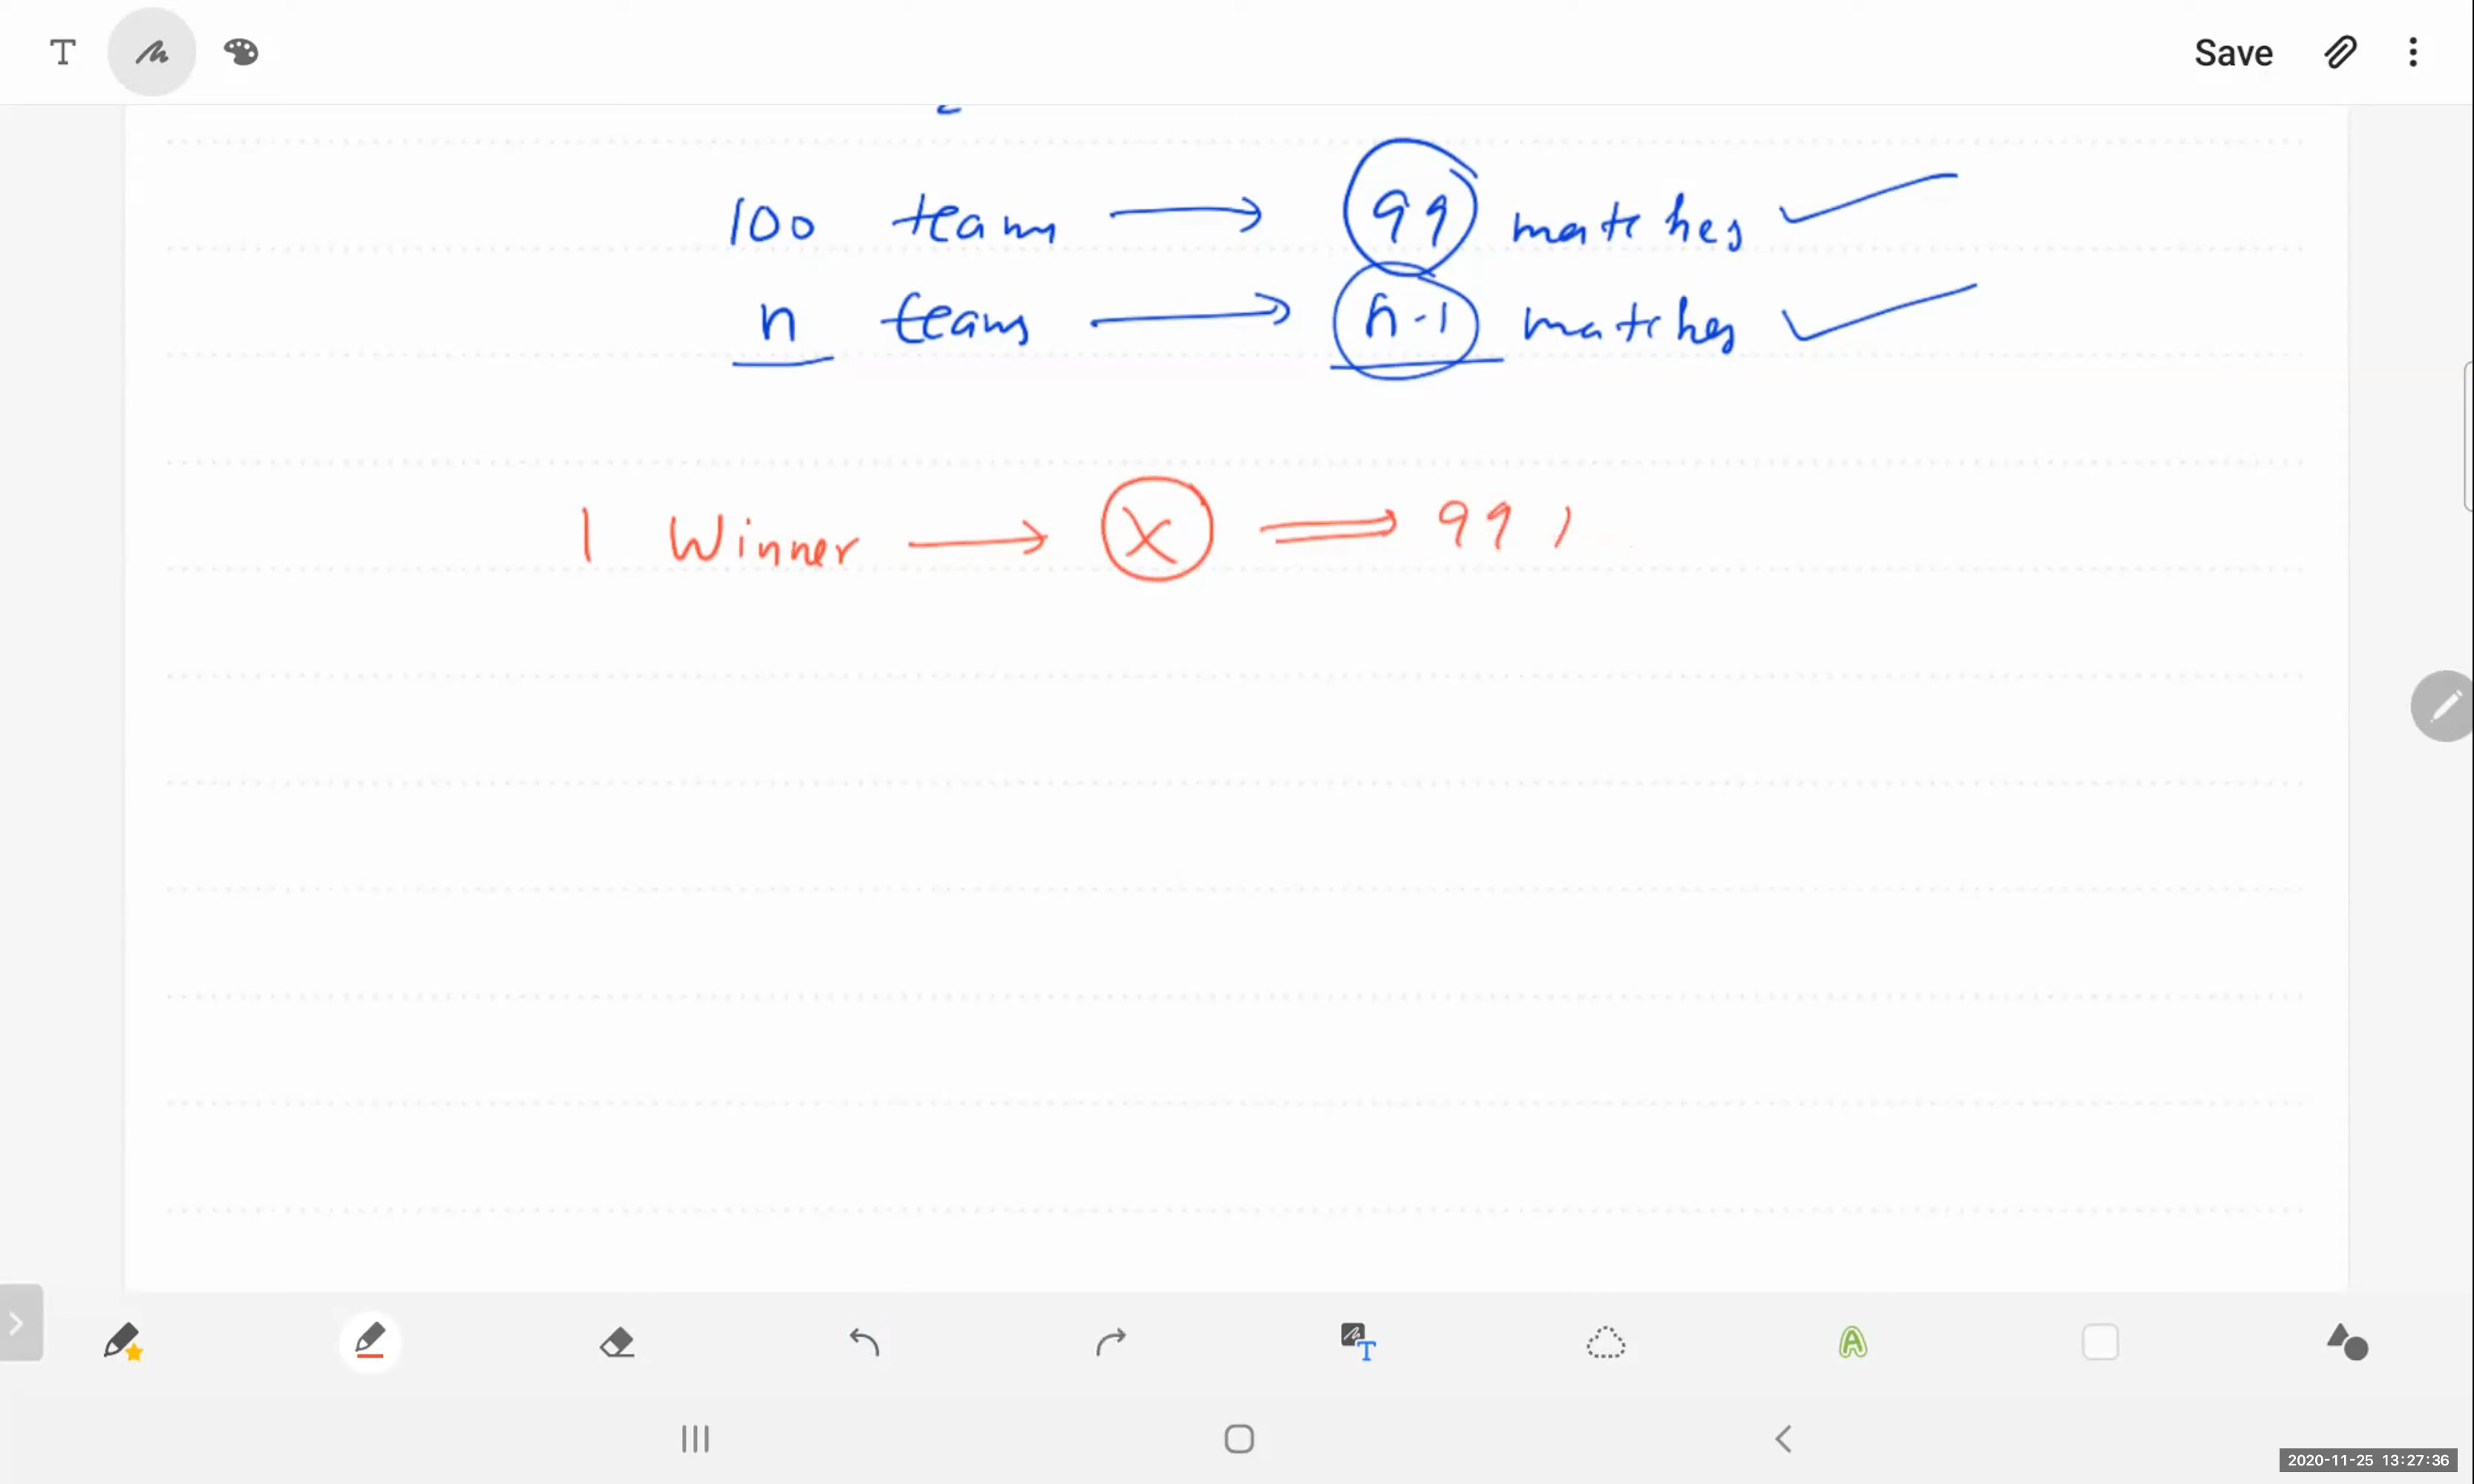 Save
100 team → 99 matches ✓
n teams → n-1 matches ✓
1 Winner → X ⇒ 99
T
A
2020-11-25 13:27:36